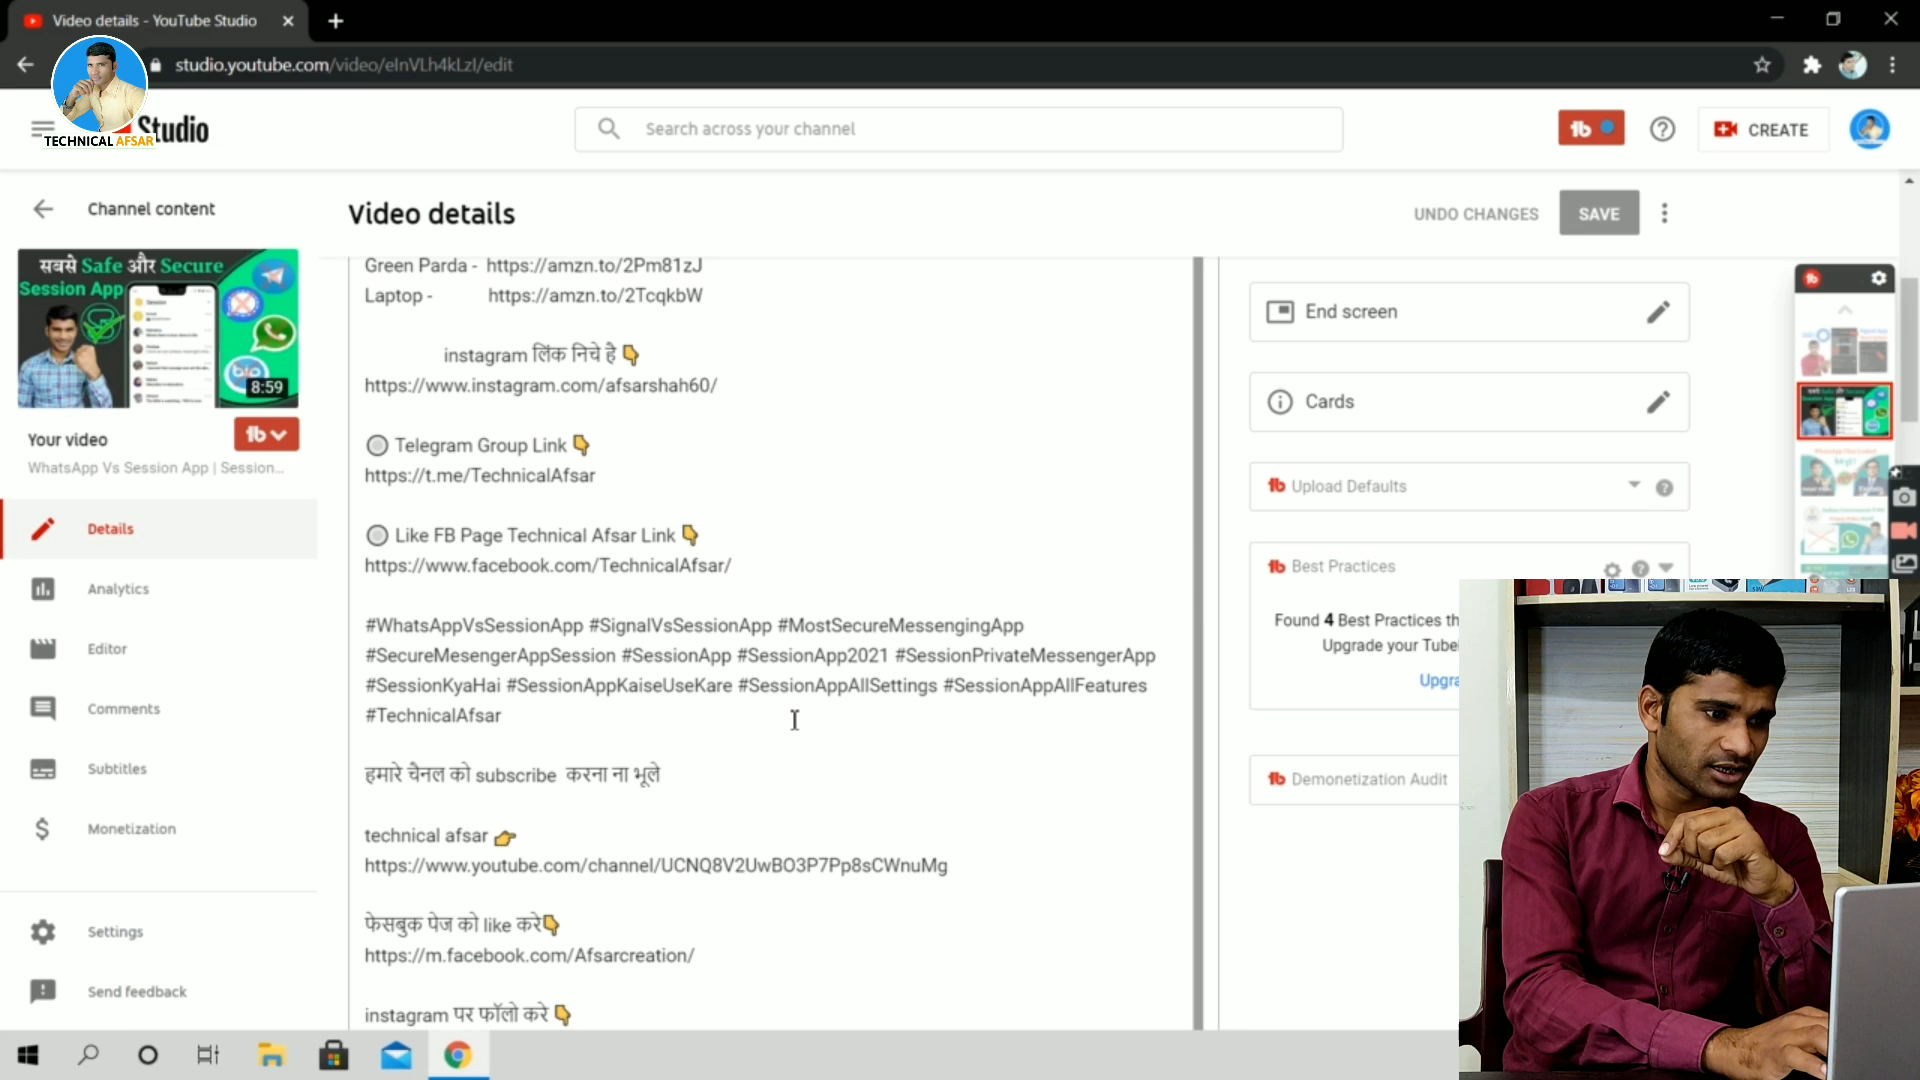 Video details - YouTube Studio
studio.youtube.com/video/eInVLh4kLzI/edit
TECHNICAL AFSAR
Studio
Search across your channel
CREATE
Channel content
Video details
UNDO CHANGES
SAVE
सबसे Safe और Secure
Session App
8:59
Your video
WhatsApp Vs Session App | Session...
Details
Analytics
Editor
Comments
Subtitles
Monetization
Settings
Send feedback
Green Parda - https://amzn.to/2Pm81zJ
Laptop - https://amzn.to/2TcqkbW
instagram लिंक निचे है
https://www.instagram.com/afsarshah60/
Telegram Group Link
https://t.me/TechnicalAfsar
Like FB Page Technical Afsar Link
https://www.facebook.com/TechnicalAfsar/
#WhatsAppVsSessionApp #SignalVsSessionApp #MostSecureMessengingApp
#SecureMesengerAppSession #SessionApp #SessionApp2021 #SessionPrivateMessengerApp
#SessionKyaHai #SessionAppKaiseUseKare #SessionAppAllSettings #SessionAppAllFeatures
#TechnicalAfsar
हमारे चैनल को subscribe करना ना भूले
technical afsar
https://www.youtube.com/channel/UCNQ8V2UwBO3P7Pp8sCWnuMg
फेसबुक पेज को like करे
https://m.facebook.com/Afsarcreation/
instagram पर फॉलो करे
End screen
Cards
Upload Defaults
Best Practices
Found 4 Best Practices th
Upgrade your Tube
Upgra
Demonetization Audit